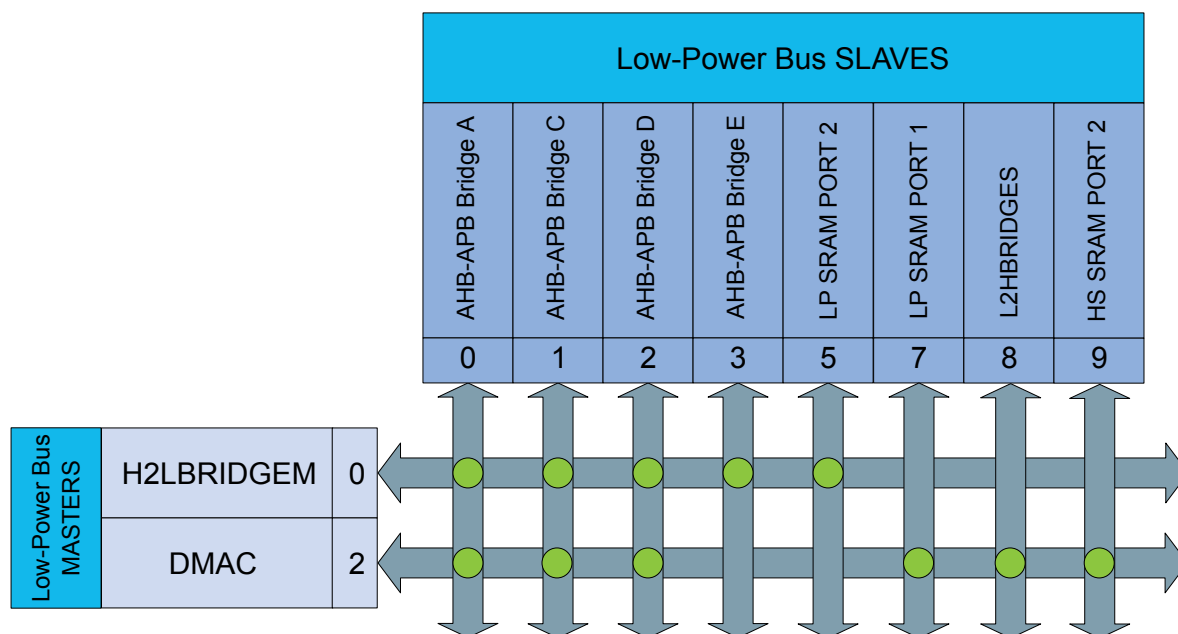 Low-Power Bus SLAVES
AHB-APB Bridge A
AHB-APB Bridge C
AHB-APB Bridge D
AHB-APB Bridge E
LP SRAM PORT 2
LP SRAM PORT 1
L2HBRIDGES
HS SRAM PORT 2
0
1
2
3
5
7
8
9
Low-Power Bus
MASTERS
H2LBRIDGEM
0
DMAC
2